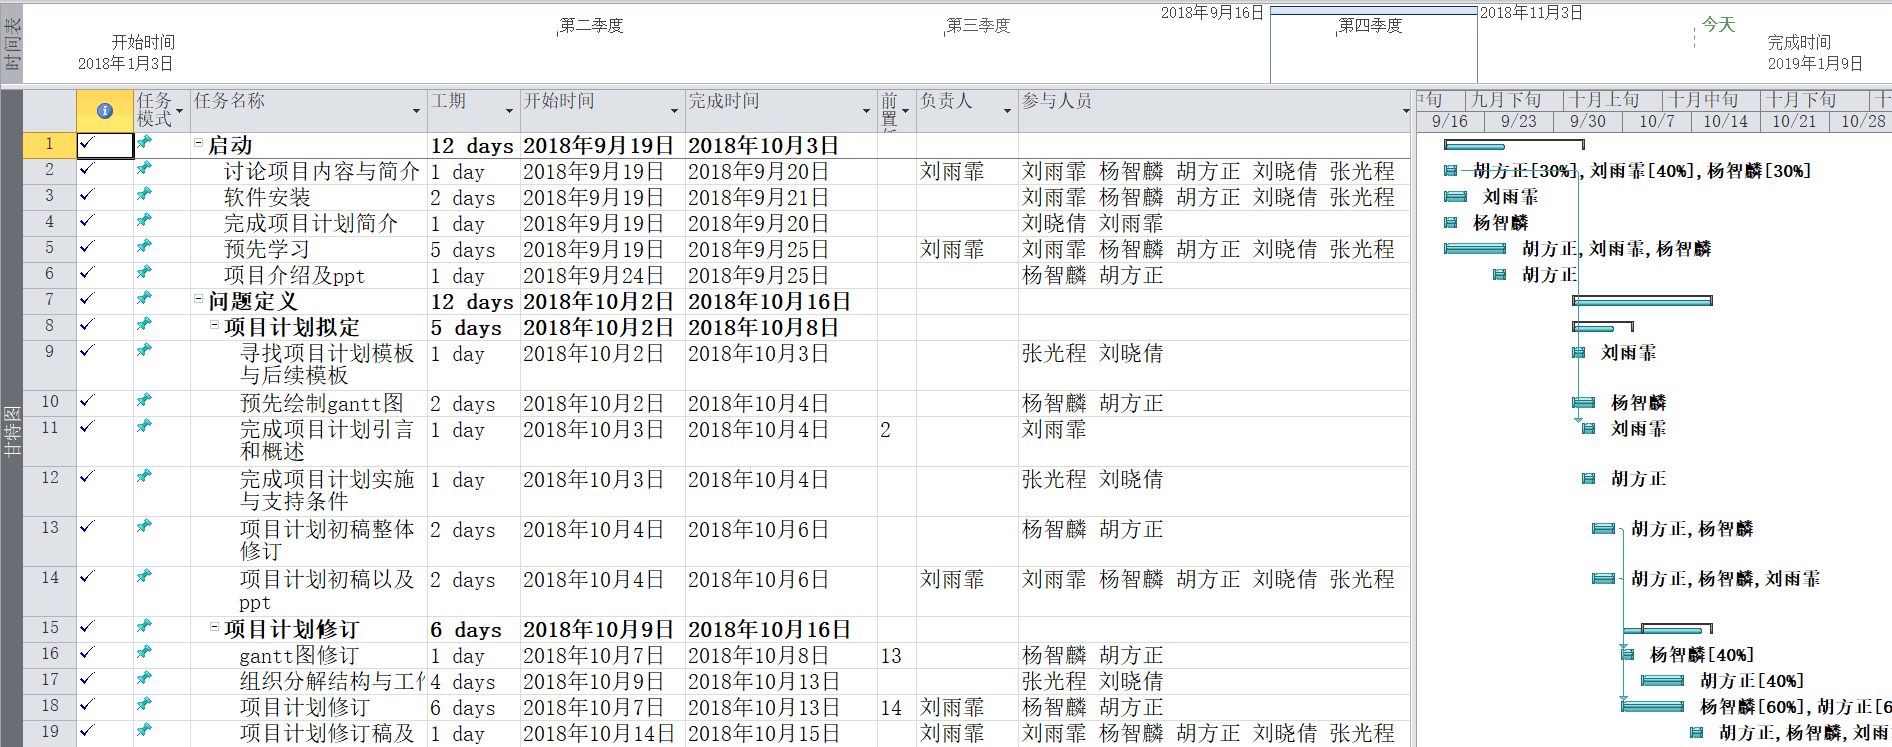 时间表
开始时间
2018年1月3日
第二季度
第三季度
2018年9月16日
第四季度
2018年11月3日
今天
完成时间
2019年1月9日
甘特图
任务模式 任务名称 工期 开始时间 完成时间 前置 负责人 参与人员
中旬 九月下旬 十月上旬 十月中旬 十月下旬 十
9/16 9/23 9/30 10/7 10/14 10/21 10/28
1 启动 12 days 2018年9月19日 2018年10月3日
2 讨论项目内容与简介 1 day 2018年9月19日 2018年9月20日 刘雨霏 刘雨霏 杨智麟 胡方正 刘晓倩 张光程 胡方正[30%],刘雨霏[40%],杨智麟[30%]
3 软件安装 2 days 2018年9月19日 2018年9月21日 刘雨霏 杨智麟 胡方正 刘晓倩 张光程 刘雨霏
4 完成项目计划简介 1 day 2018年9月19日 2018年9月20日 刘晓倩 刘雨霏 杨智麟
5 预先学习 5 days 2018年9月19日 2018年9月25日 刘雨霏 刘雨霏 杨智麟 胡方正 刘晓倩 张光程 胡方正,刘雨霏,杨智麟
6 项目介绍及ppt 1 day 2018年9月24日 2018年9月25日 杨智麟 胡方正 胡方正
7 问题定义 12 days 2018年10月2日 2018年10月16日
8 项目计划拟定 5 days 2018年10月2日 2018年10月8日
9 寻找项目计划模板 1 day 2018年10月2日 2018年10月3日 张光程 刘晓倩 刘雨霏
与后续模板
10 预先绘制gantt图 2 days 2018年10月2日 2018年10月4日 杨智麟 胡方正 杨智麟
11 完成项目计划引言 1 day 2018年10月3日 2018年10月4日 2 刘雨霏 刘雨霏
和概述
12 完成项目计划实施 1 day 2018年10月3日 2018年10月4日 张光程 刘晓倩 胡方正
与支持条件
13 项目计划初稿整体 2 days 2018年10月4日 2018年10月6日 杨智麟 胡方正 胡方正,杨智麟
修订
14 项目计划初稿以及 2 days 2018年10月4日 2018年10月6日 刘雨霏 刘雨霏 杨智麟 胡方正 刘晓倩 张光程 胡方正,杨智麟,刘雨霏
ppt
15 项目计划修订 6 days 2018年10月9日 2018年10月16日
16 gantt图修订 1 day 2018年10月7日 2018年10月8日 13 杨智麟 胡方正 杨智麟[40%]
17 组织分解结构与工作 4 days 2018年10月9日 2018年10月13日 张光程 刘晓倩 胡方正[40%]
18 项目计划修订 6 days 2018年10月7日 2018年10月13日 14 刘雨霏 杨智麟 胡方正 杨智麟[60%],胡方正[6
19 项目计划修订稿及 1 day 2018年10月14日 2018年10月15日 刘雨霏 刘雨霏 杨智麟 胡方正 刘晓倩 张光程 胡方正,杨智麟,刘雨